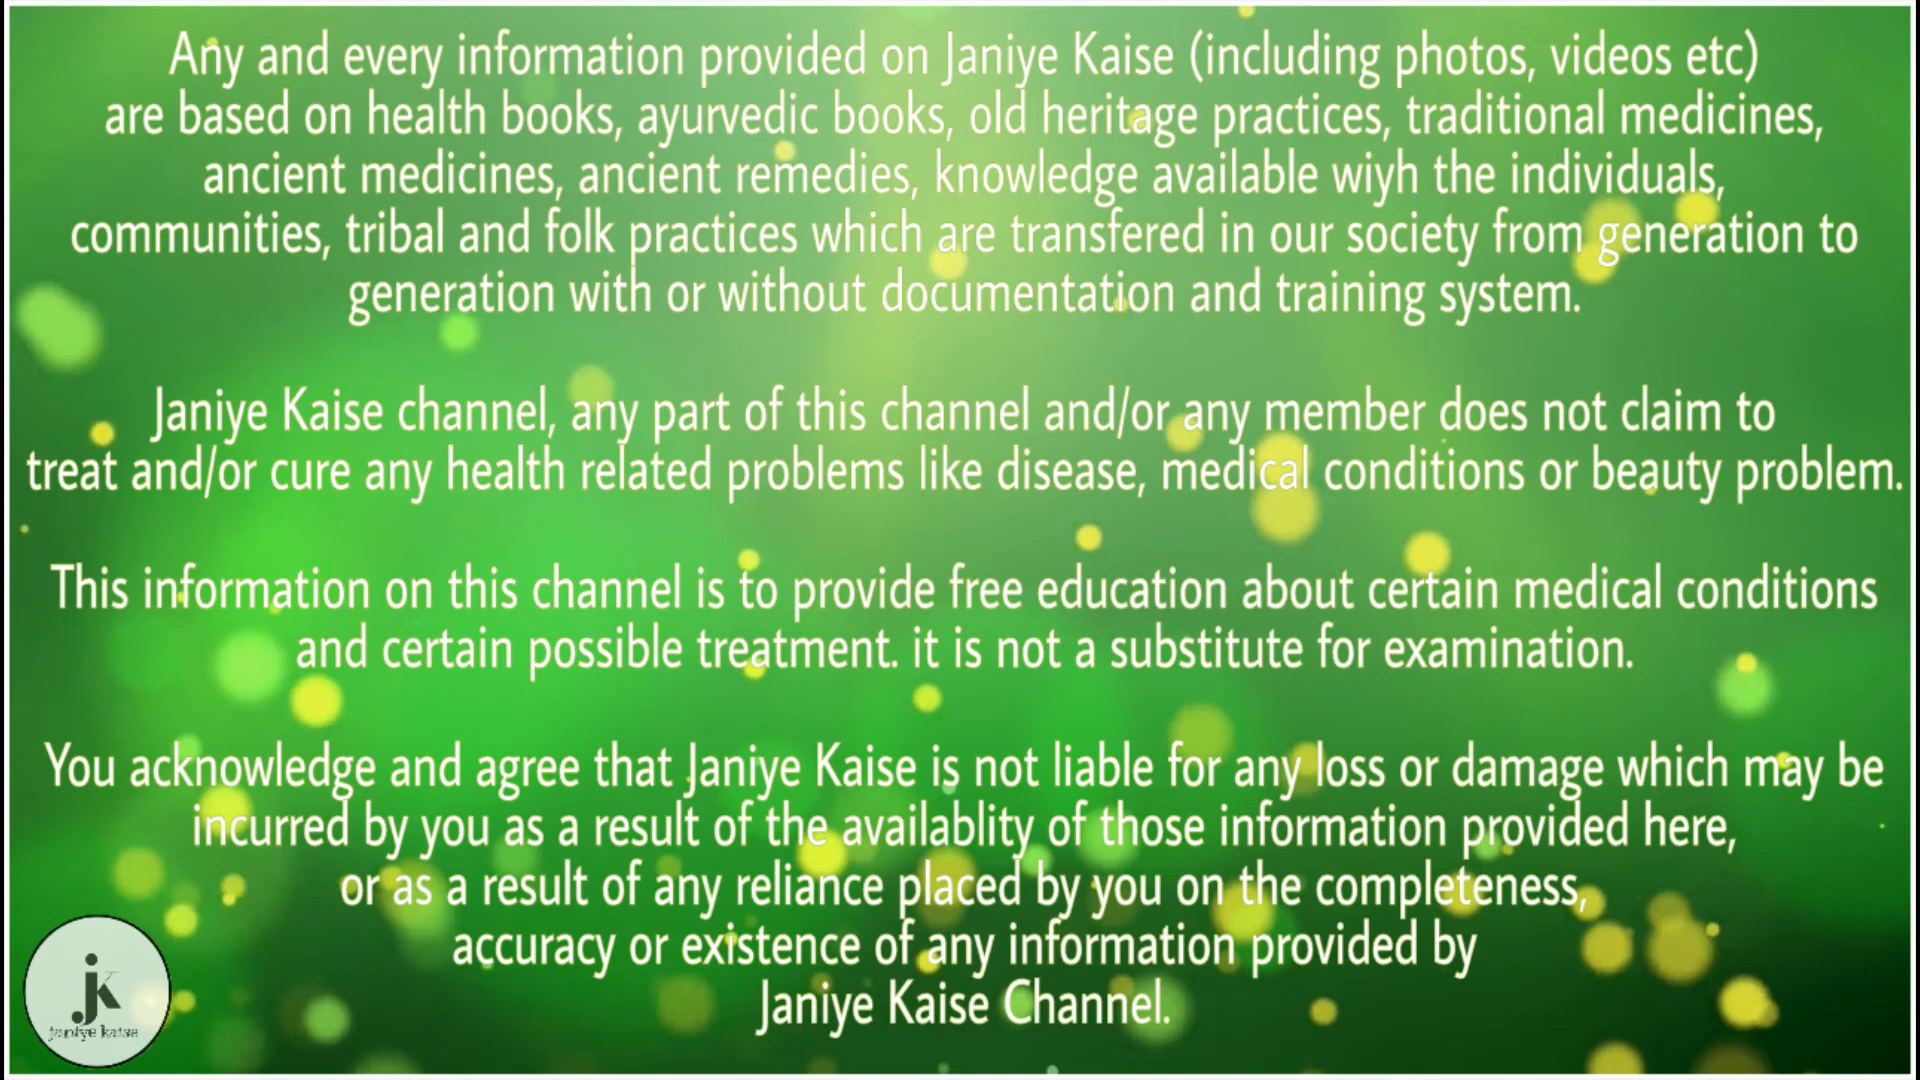 Any and every information provided on Janiye Kaise (including photos, videos etc)
are based on health books, ayurvedic books, old heritage practices, traditional medicines,
ancient medicines, ancient remedies, knowledge available wiyh the individuals,
communities, tribal and folk practices which are transfered in our society from generation to
generation with or without documentation and training system.
Janiye Kaise channel, any part of this channel and/or any member does not claim to
treat and/or cure any health related problems like disease, medical conditions or beauty problem.
This information on this channel is to provide free education about certain medical conditions
and certain possible treatment. it is not a substitute for examination.
You acknowledge and agree that Janiye Kaise is not liable for any loss or damage which may be
incurred by you as a result of the availablity of those information provided here,
or as a result of any reliance placed by you on the completeness,
accuracy or existence of any information provided by
Janiye Kaise Channel.
jk
janiye kaise